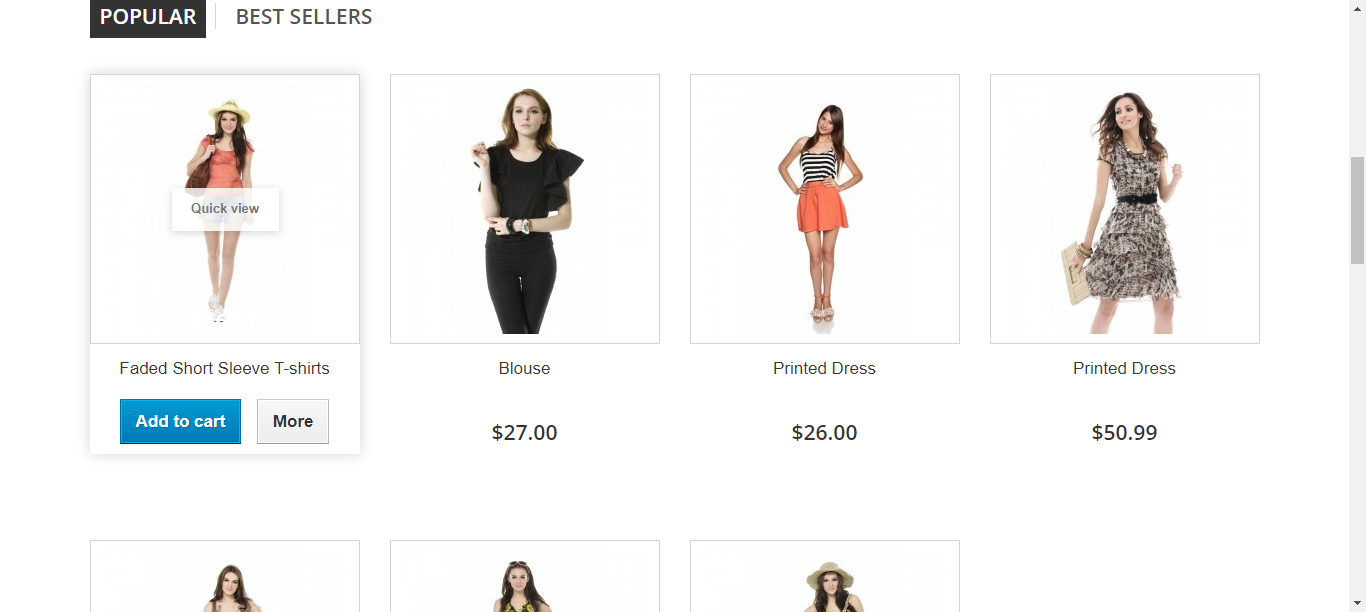 POPULAR
BEST SELLERS
Quick view
Faded Short Sleeve T-shirts
Add to cart
More
Blouse
$27.00
Printed Dress
$26.00
Printed Dress
$50.99